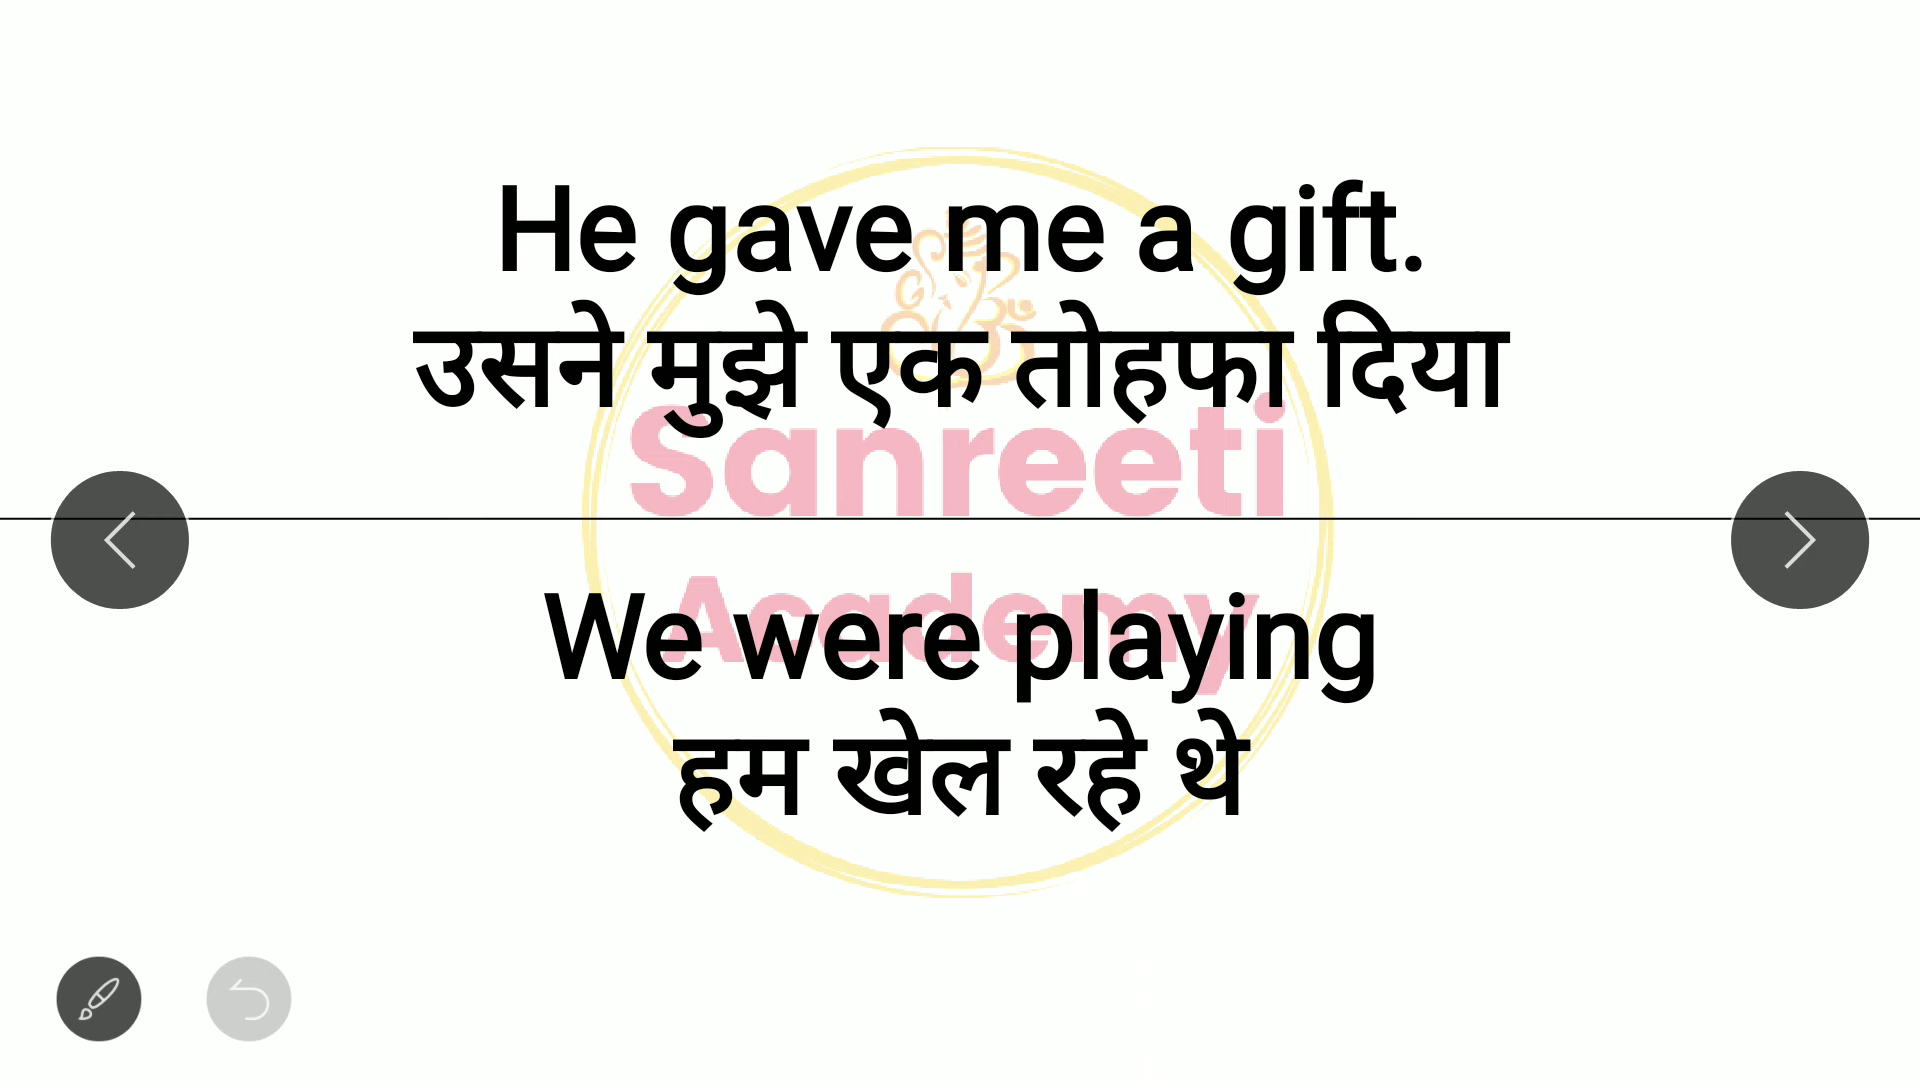 He gave me a gift.
उसने मुझे एक तोहफा दिया
Sanreeti
Academy
We were playing
हम खेल रहे थे